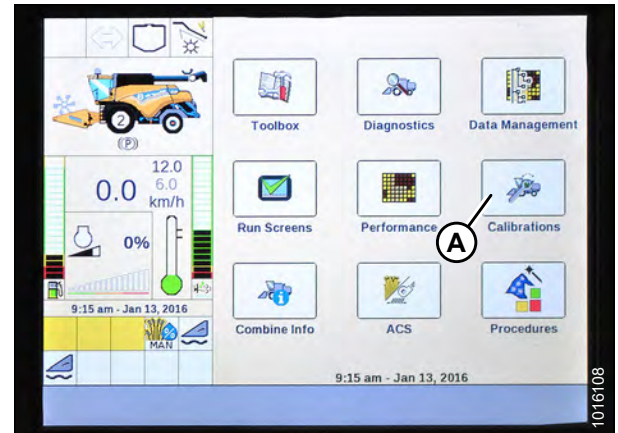 2
(P)
12.0
6.0
0.0
km/h
0%
9:15 am - Jan 13, 2016
MAN
Toolbox
Diagnostics
Data Management
Run Screens
Performance
Calibrations
A
Combine Info
ACS
Procedures
9:15 am - Jan 13, 2016
1016108